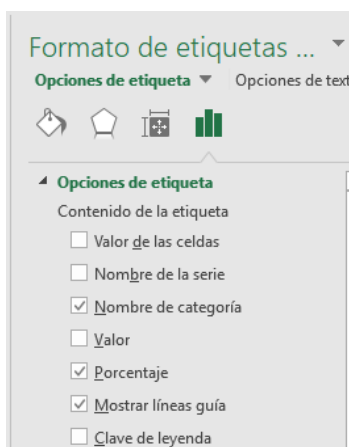 Formato de etiquetas ...
Opciones de etiqueta Opciones de text
Opciones de etiqueta
Contenido de la etiqueta
Valor de las celdas
Nombre de la serie
Nombre de categoría
Valor
Porcentaje
Mostrar líneas guía
Clave de leyenda